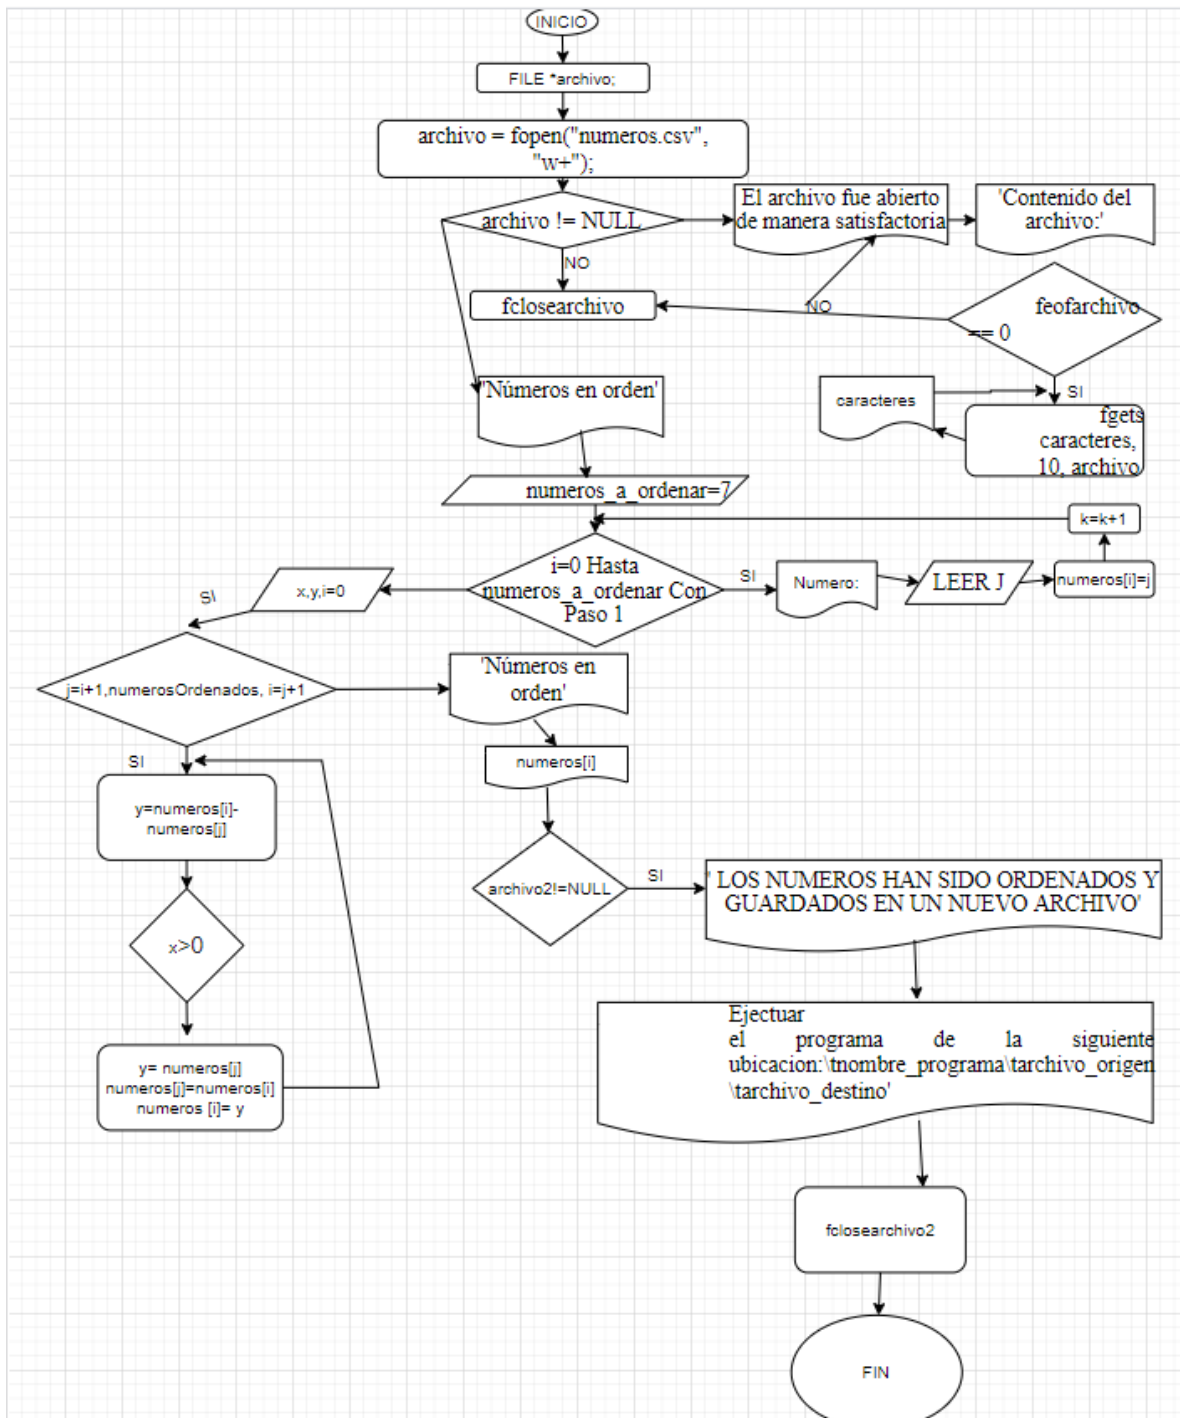 INICIO
FILE *archivo;
archivo = fopen("numeros.csv",
"w+");
archivo != NULL
El archivo fue abierto
de manera satisfactoria
'Contenido del
archivo:'
NO
fclosearchivo
NO
feofarchivo
== 0
SI
caracteres
fgets
caracteres,
10, archivo
'Números en orden'
numeros_a_ordenar=7
k=k+1
i=0 Hasta
numeros_a_ordenar Con
Paso 1
SI
Numero:
LEER J
numeros[i]=j
x,y,i=0
SI
j=i+1,numerosOrdenados, i=j+1
'Números en
orden'
numeros[i]
SI
y=numeros[i]-
numeros[j]
x>0
y= numeros[j]
numeros[j]=numeros[i]
numeros [i]= y
archivo2!=NULL
SI
' LOS NUMEROS HAN SIDO ORDENADOS Y
GUARDADOS EN UN NUEVO ARCHIVO'
Ejectuar
el programa de la siguiente
ubicacion:\tnombre_programa\tarchivo_origen
\tarchivo_destino'
fclosearchivo2
FIN